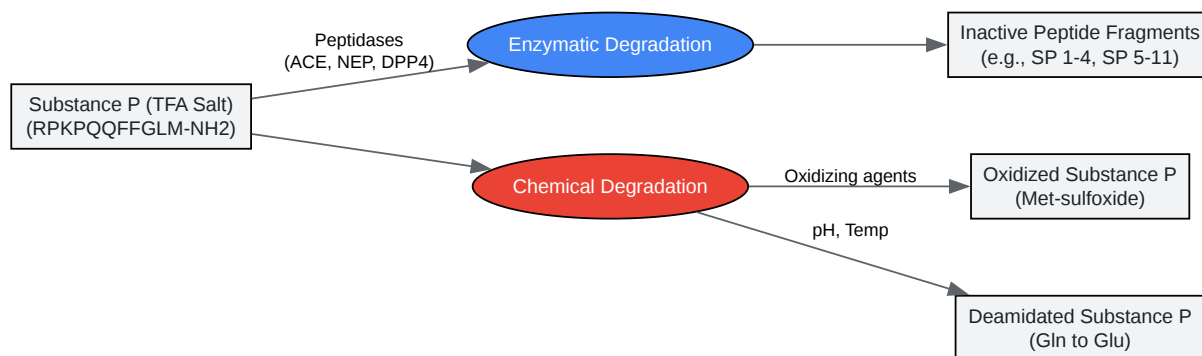 Substance P (TFA Salt)
(RPKPQQFFGLM-NH2)
Peptidases
(ACE, NEP, DPP4)
Enzymatic Degradation
Inactive Peptide Fragments
(e.g., SP 1-4, SP 5-11)
Chemical Degradation
Oxidizing agents
Oxidized Substance P
(Met-sulfoxide)
pH, Temp
Deamidated Substance P
(Gln to Glu)